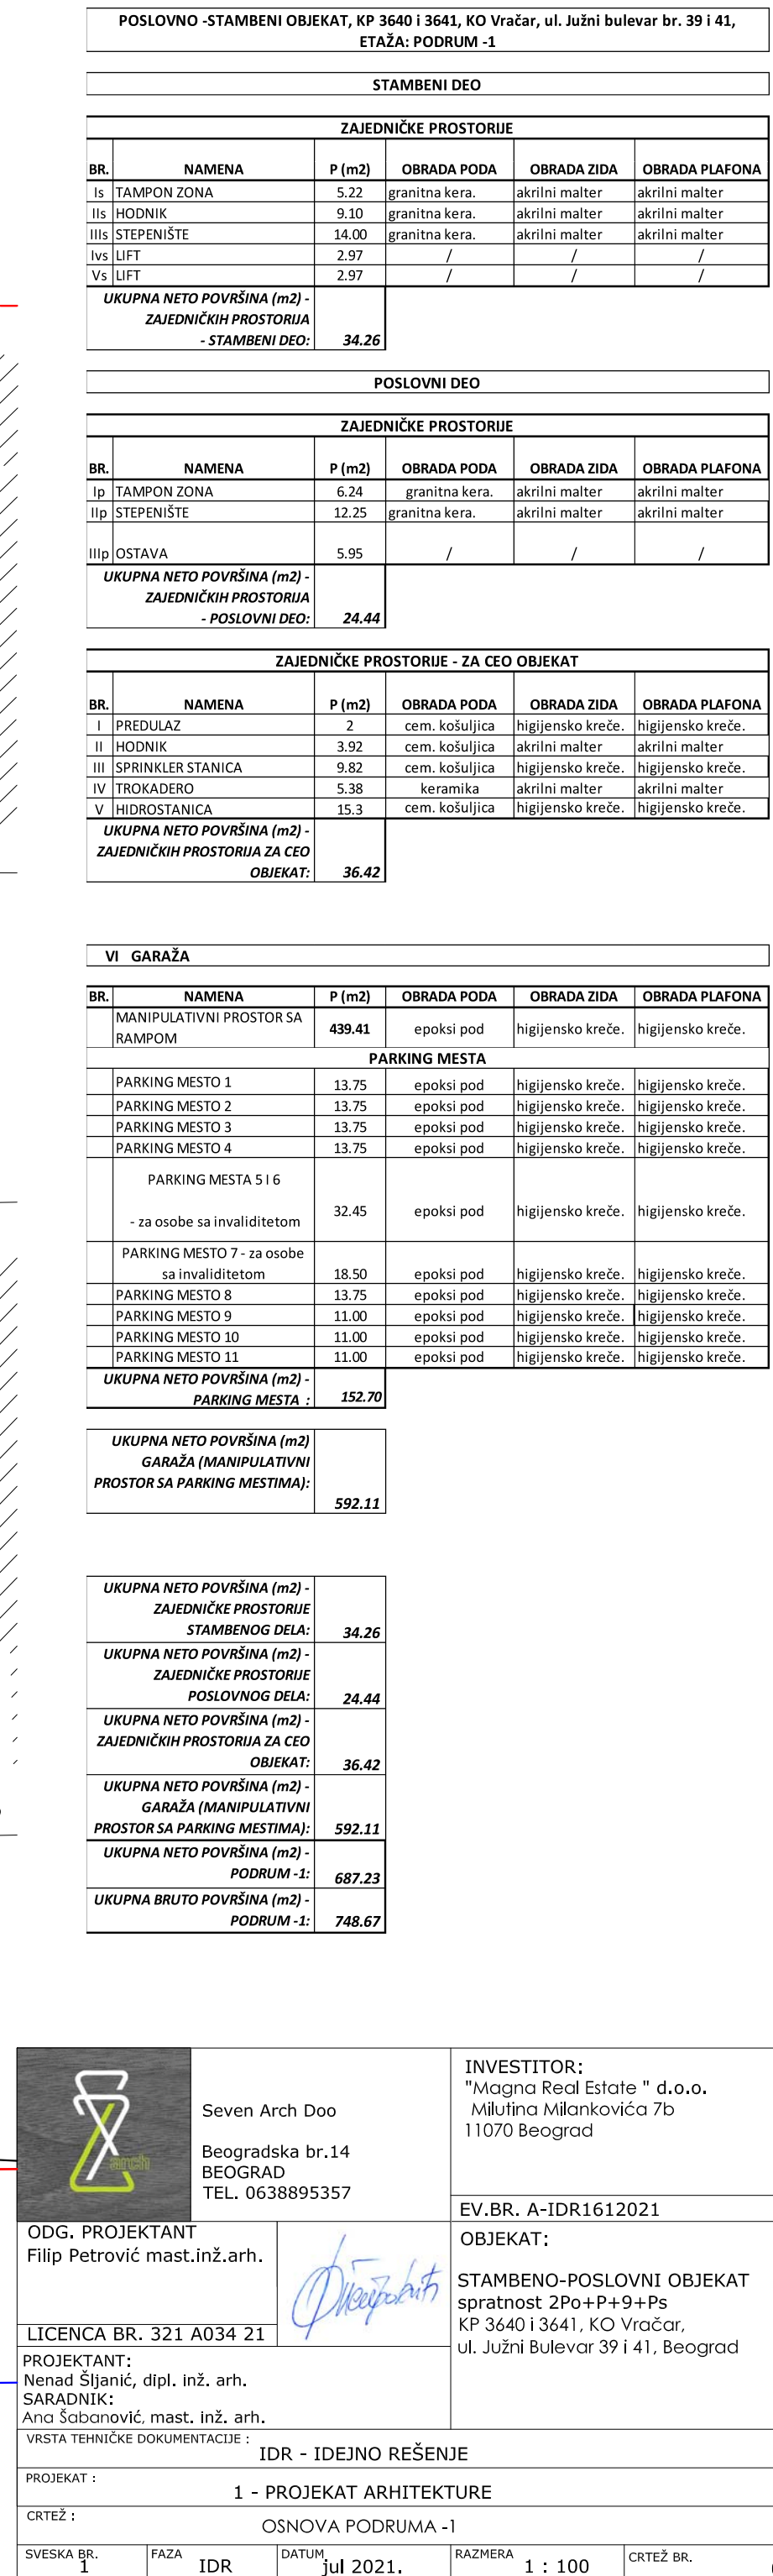 POSLOVNO -STAMBENI OBJEKAT, KP 3640 i 3641, KO Vračar, ul. Južni bulevar br. 39 i 41,
ETAŽA: PODRUM -1
STAMBENI DEO
ZAJEDNIČKE PROSTORIJE
BR. NAMENA P (m2) OBRADA PODA OBRADA ZIDA OBRADA PLAFONA
Is TAMPON ZONA 5.22 granitna kera. akrilni malter akrilni malter
IIs HODNIK 9.10 granitna kera. akrilni malter akrilni malter
IIIs STEPENIŠTE 14.00 granitna kera. akrilni malter akrilni malter
Ivs LIFT 2.97 / / /
Vs LIFT 2.97 / / /
UKUPNA NETO POVRŠINA (m2) -
ZAJEDNIČKIH PROSTORIJA
- STAMBENI DEO: 34.26
POSLOVNI DEO
ZAJEDNIČKE PROSTORIJE
BR. NAMENA P (m2) OBRADA PODA OBRADA ZIDA OBRADA PLAFONA
Ip TAMPON ZONA 6.24 granitna kera. akrilni malter akrilni malter
IIp STEPENIŠTE 12.25 granitna kera. akrilni malter akrilni malter
IIIp OSTAVA 5.95 / / /
UKUPNA NETO POVRŠINA (m2) -
ZAJEDNIČKIH PROSTORIJA
- POSLOVNI DEO: 24.44
ZAJEDNIČKE PROSTORIJE - ZA CEO OBJEKAT
BR. NAMENA P (m2) OBRADA PODA OBRADA ZIDA OBRADA PLAFONA
I PREDULAZ 2 cem. košuljica higijensko kreče. higijensko kreče.
II HODNIK 3.92 cem. košuljica akrilni malter akrilni malter
III SPRINKLER STANICA 9.82 cem. košuljica higijensko kreče. higijensko kreče.
IV TROKADERO 5.38 keramika akrilni malter akrilni malter
V HIDROSTANICA 15.3 cem. košuljica higijensko kreče. higijensko kreče.
UKUPNA NETO POVRŠINA (m2) -
ZAJEDNIČKIH PROSTORIJA ZA CEO
OBJEKAT: 36.42
VI GARAŽA
BR. NAMENA P (m2) OBRADA PODA OBRADA ZIDA OBRADA PLAFONA
MANIPULATIVNI PROSTOR SA
RAMPOM 439.41 epoksi pod higijensko kreče. higijensko kreče.
PARKING MESTA
PARKING MESTO 1 13.75 epoksi pod higijensko kreče. higijensko kreče.
PARKING MESTO 2 13.75 epoksi pod higijensko kreče. higijensko kreče.
PARKING MESTO 3 13.75 epoksi pod higijensko kreče. higijensko kreče.
PARKING MESTO 4 13.75 epoksi pod higijensko kreče. higijensko kreče.
PARKING MESTA 5 I 6
- za osobe sa invaliditetom 32.45 epoksi pod higijensko kreče. higijensko kreče.
PARKING MESTO 7 - za osobe
sa invaliditetom 18.50 epoksi pod higijensko kreče. higijensko kreče.
PARKING MESTO 8 13.75 epoksi pod higijensko kreče. higijensko kreče.
PARKING MESTO 9 11.00 epoksi pod higijensko kreče. higijensko kreče.
PARKING MESTO 10 11.00 epoksi pod higijensko kreče. higijensko kreče.
PARKING MESTO 11 11.00 epoksi pod higijensko kreče. higijensko kreče.
UKUPNA NETO POVRŠINA (m2) -
PARKING MESTA : 152.70
UKUPNA NETO POVRŠINA (m2)
GARAŽA (MANIPULATIVNI
PROSTOR SA PARKING MESTIMA):
592.11
UKUPNA NETO POVRŠINA (m2) -
ZAJEDNIČKE PROSTORIJE
STAMBENOG DELA: 34.26
UKUPNA NETO POVRŠINA (m2) -
ZAJEDNIČKE PROSTORIJE
POSLOVNOG DELA: 24.44
UKUPNA NETO POVRŠINA (m2) -
ZAJEDNIČKIH PROSTORIJA ZA CEO
OBJEKAT: 36.42
UKUPNA NETO POVRŠINA (m2) -
GARAŽA (MANIPULATIVNI
PROSTOR SA PARKING MESTIMA): 592.11
UKUPNA NETO POVRŠINA (m2) -
PODRUM -1: 687.23
UKUPNA BRUTO POVRŠINA (m2) -
PODRUM -1: 748.67
arch
Seven Arch Doo
Beogradska br.14
BEOGRAD
TEL. 0638895357
INVESTITOR:
"Magna Real Estate " d.o.o.
Milutina Milankovića 7b
11070 Beograd
EV.BR. A-IDR1612021
ODG. PROJEKTANT
Filip Petrović mast.inž.arh.
LICENCA BR. 321 A034 21
OBJEKAT:
STAMBENO-POSLOVNI OBJEKAT
spratnost 2Po+P+9+Ps
KP 3640 i 3641, KO Vračar,
ul. Južni Bulevar 39 i 41, Beograd
PROJEKTANT:
Nenad Šljanić, dipl. inž. arh.
SARADNIK:
Ana Šabanović, mast. inž. arh.
VRSTA TEHNIČKE DOKUMENTACIJE :
IDR - IDEJNO REŠENJE
PROJEKAT :
1 - PROJEKAT ARHITEKTURE
CRTEŽ :
OSNOVA PODRUMA -1
SVESKA BR. FAZA DATUM RAZMERA CRTEŽ BR.
1 IDR jul 2021. 1 : 100